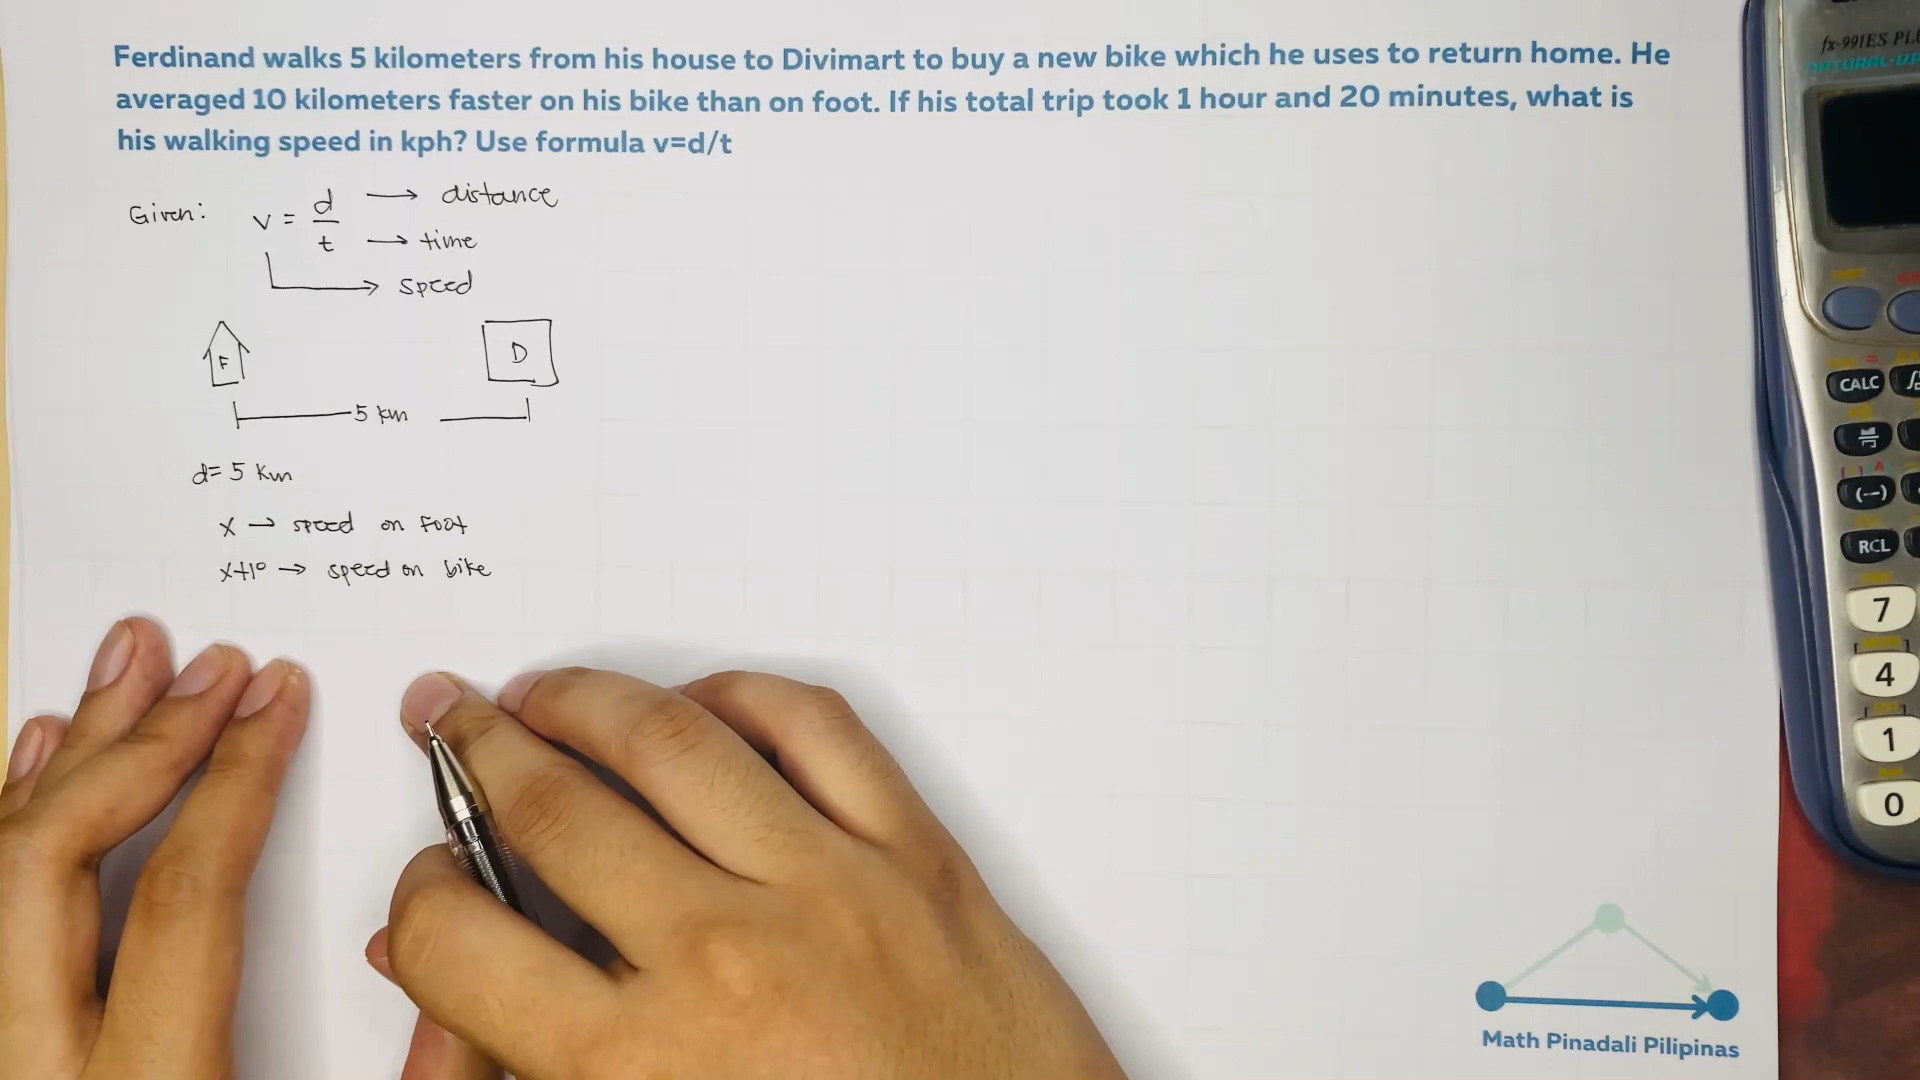 Ferdinand walks 5 kilometers from his house to Divimart to buy a new bike which he uses to return home. He
averaged 10 kilometers faster on his bike than on foot. If his total trip took 1 hour and 20 minutes, what is
his walking speed in kph? Use formula v=d/t
Given: v = d/t
→ distance
→ time
→ speed
F
D
5 km
d= 5 km
x → speed on foot
x+10 → speed on bike
fx-991ES PLU
NATURAL-V.P
CALC
(−)
RCL
7
4
1
0
Math Pinadali Pilipinas